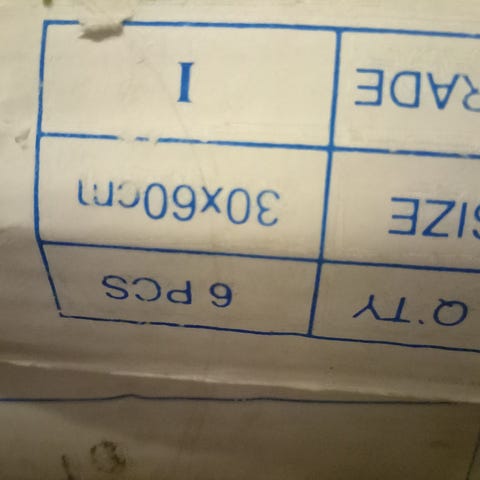 Q'TY 6 PCS
SIZE 30x60cm
RADE I